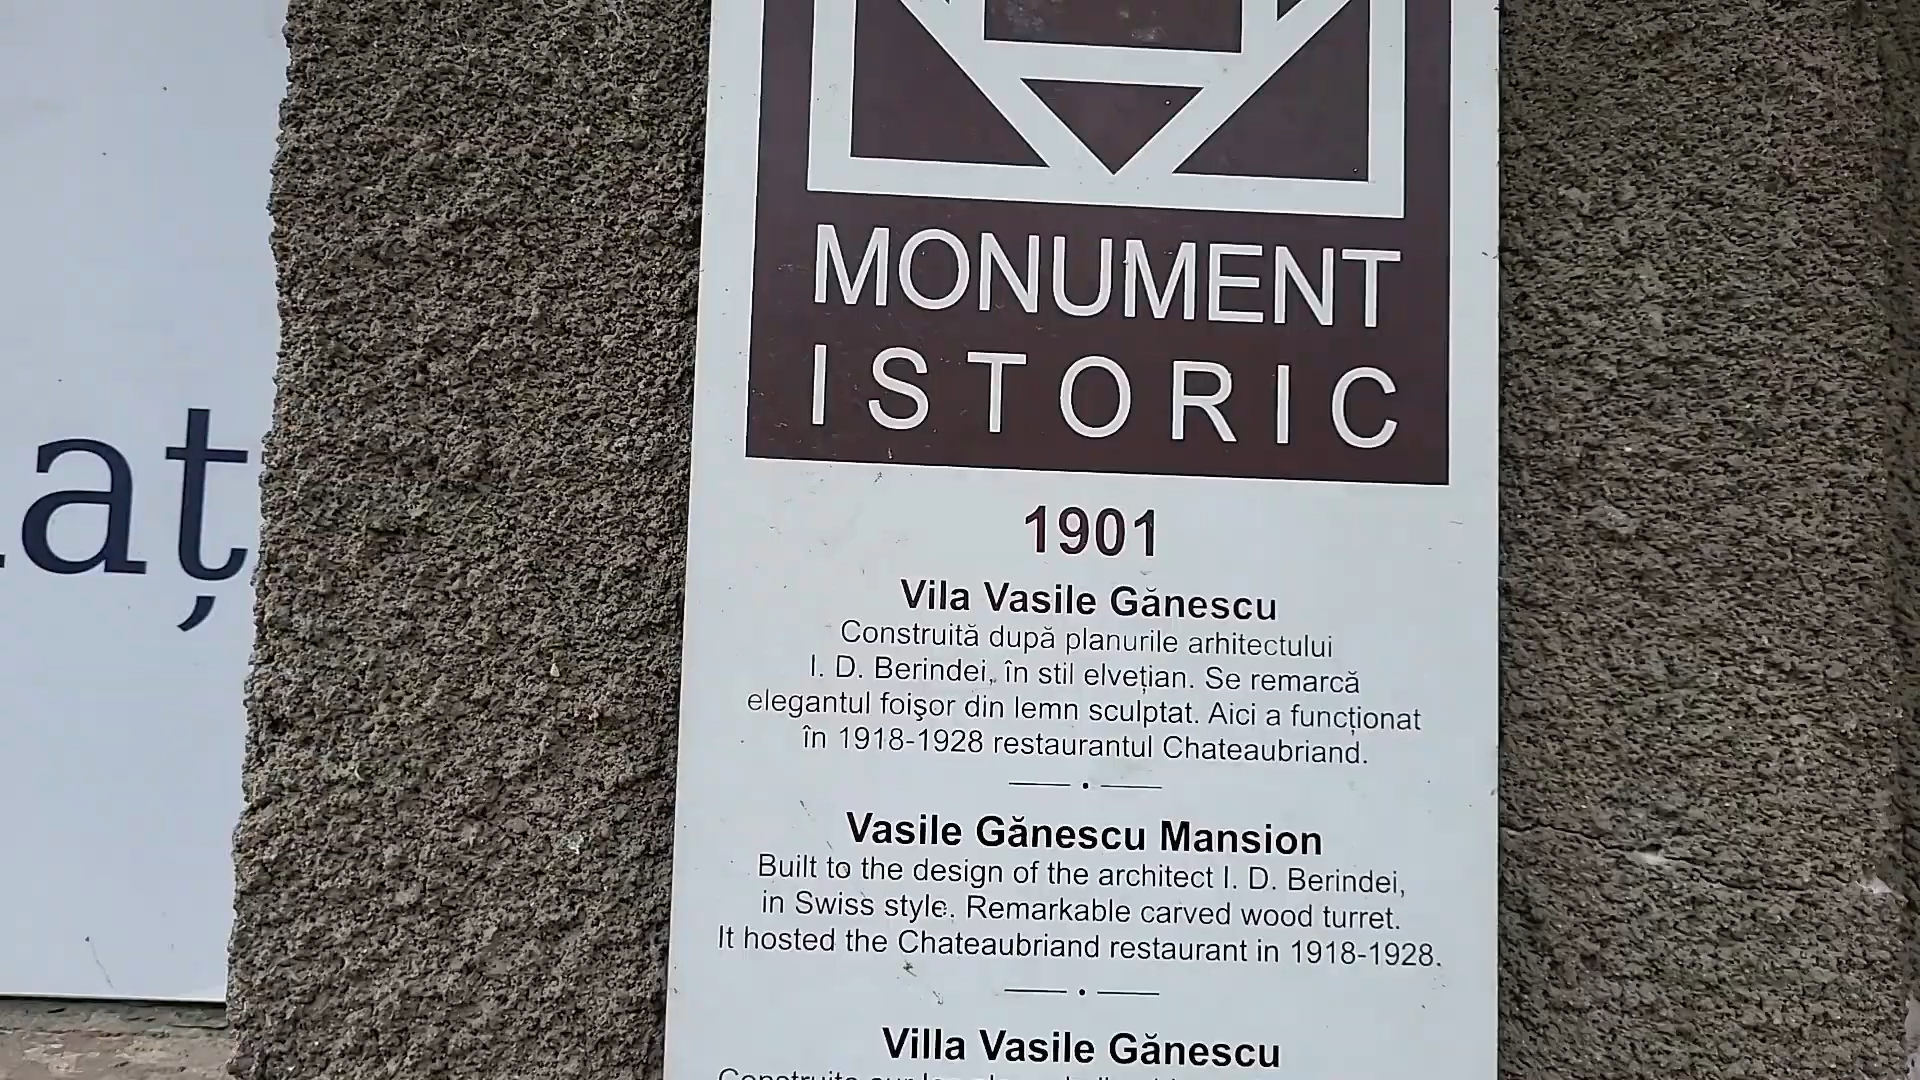 aț
MONUMENT
ISTORIC
1901
Vila Vasile Gănescu
Construită după planurile arhitectului
I. D. Berindei, în stil elvețian. Se remarcă
elegantul foișor din lemn sculptat. Aici a funcționat
în 1918-1928 restaurantul Chateaubriand.
Vasile Gănescu Mansion
Built to the design of the architect I. D. Berindei,
in Swiss style. Remarkable carved wood turret.
It hosted the Chateaubriand restaurant in 1918-1928.
Villa Vasile Gănescu